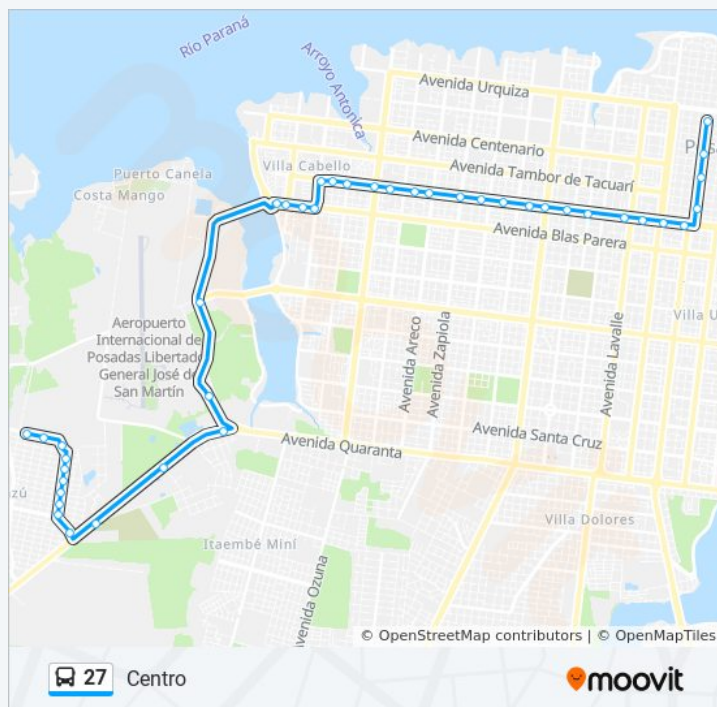 Río Paraná
Arroyo Antonica
Avenida Urquiza
Avenida Centenario
Avenida Tambor de Tacuarí
Villa Cabello
Puerto Canela
Costa Mango
Avenida Blas Parera
Villa U
Aeropuerto
Internacional de
Posadas Libertado
General José de
San Martín
Avenida Areco
Avenida Zapiola
Avenida Lavalle
Avenida Santa Cruz
Avenida Quaranta
zú
Villa Dolores
Itaembé Miní
Avenida Ozuna
© OpenStreetMap contributors | © OpenMapTiles
27 Centro
moovit